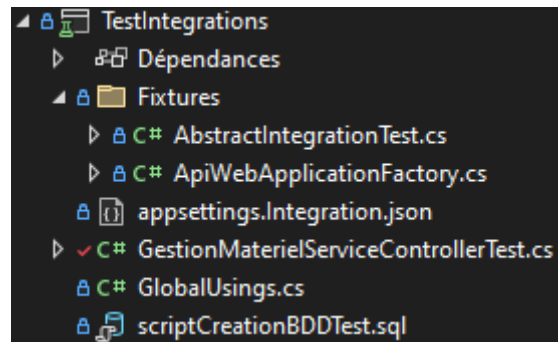 TestIntegrations
Dépendances
Fixtures
C# AbstractIntegrationTest.cs
C# ApiWebApplicationFactory.cs
appsettings.Integration.json
C# GestionMaterielServiceControllerTest.cs
C# GlobalUsings.cs
scriptCreationBDDTest.sql